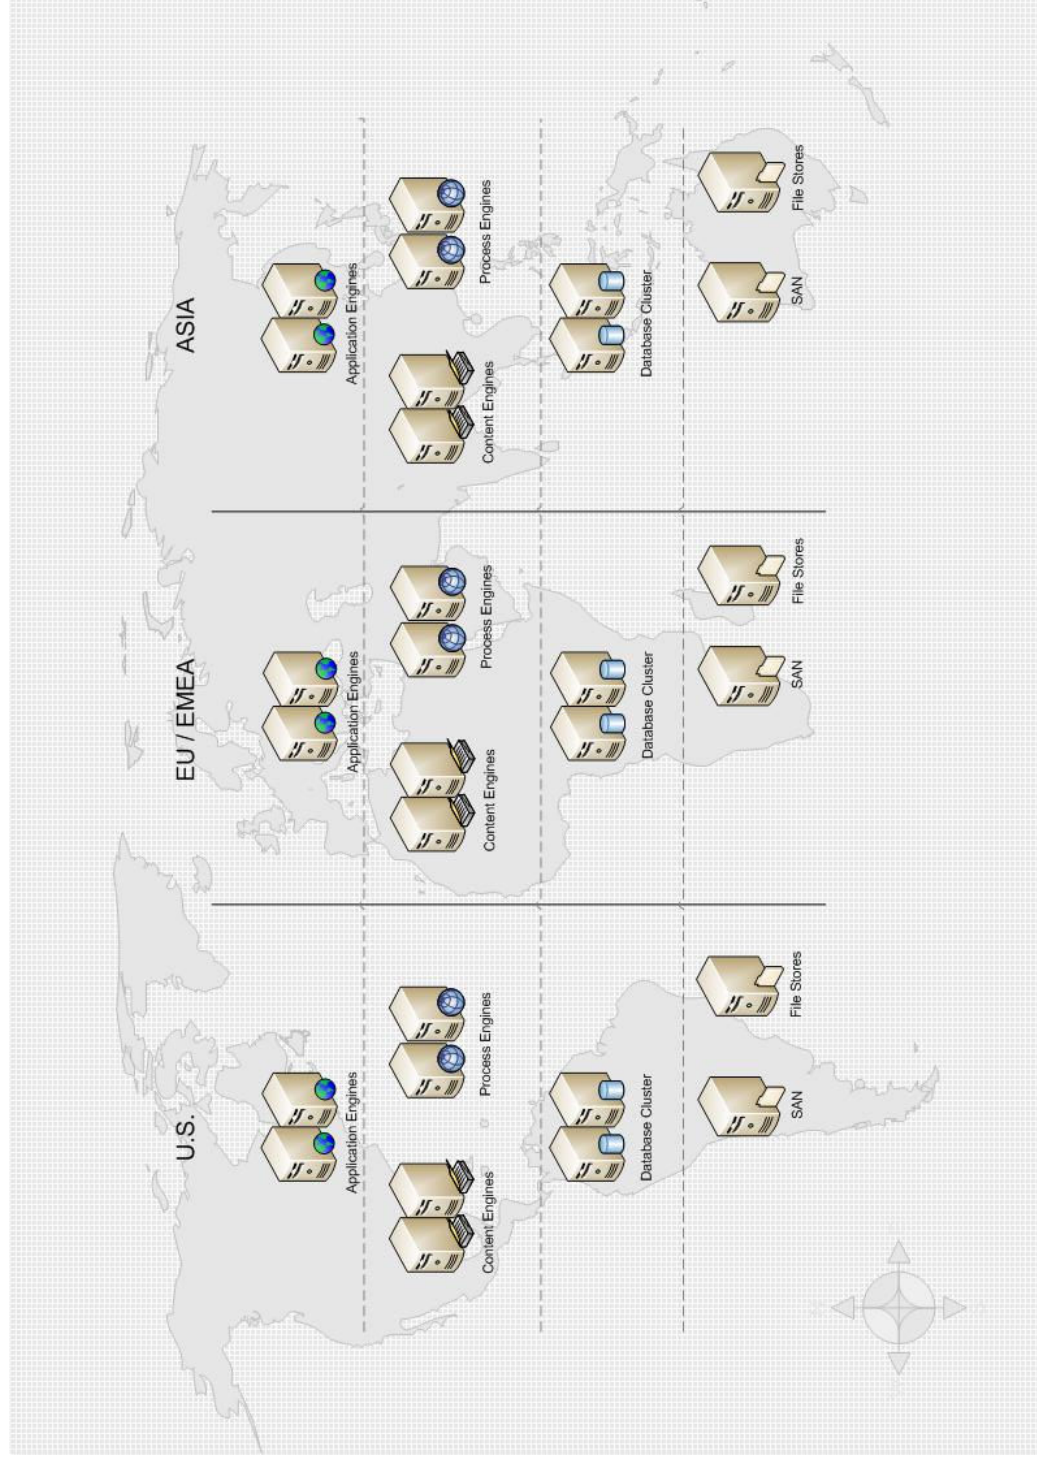 U.S.
EU / EMEA
ASIA
Application Engines
Application Engines
Application Engines
Content Engines
Process Engines
Content Engines
Process Engines
Content Engines
Process Engines
Database Cluster
Database Cluster
Database Cluster
SAN
File Stores
SAN
File Stores
SAN
File Stores